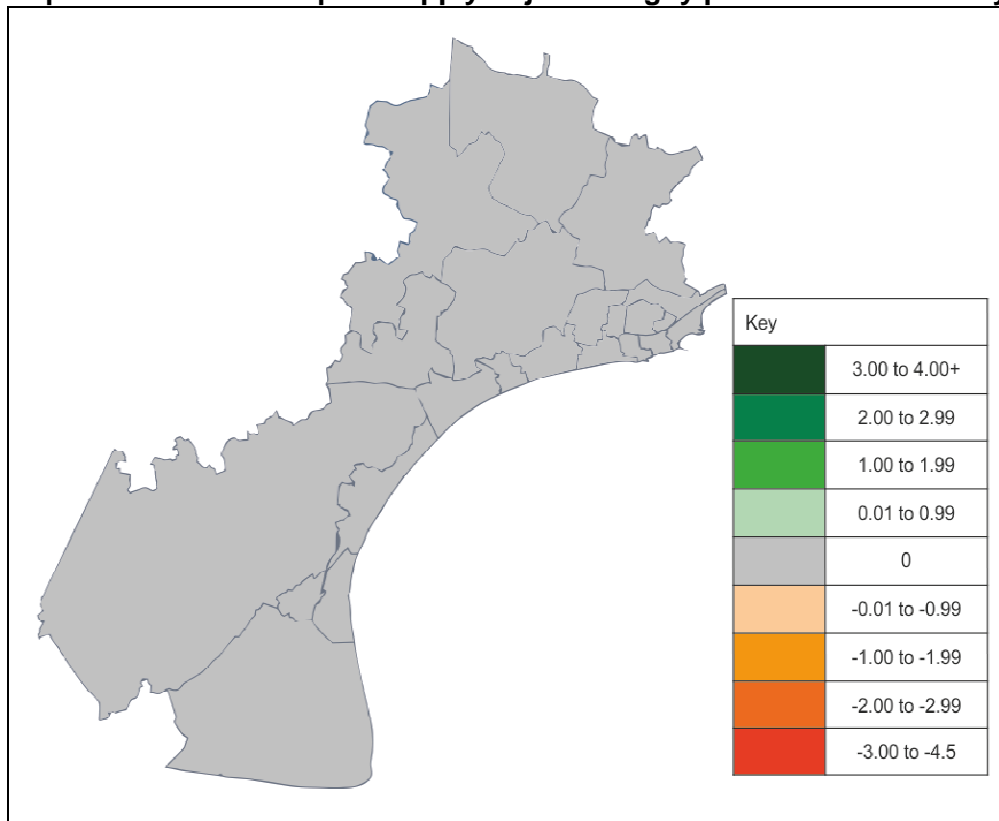 Key
3.00 to 4.00+
2.00 to 2.99
1.00 to 1.99
0.01 to 0.99
0
-0.01 to -0.99
-1.00 to -1.99
-2.00 to -2.99
-3.00 to -4.5